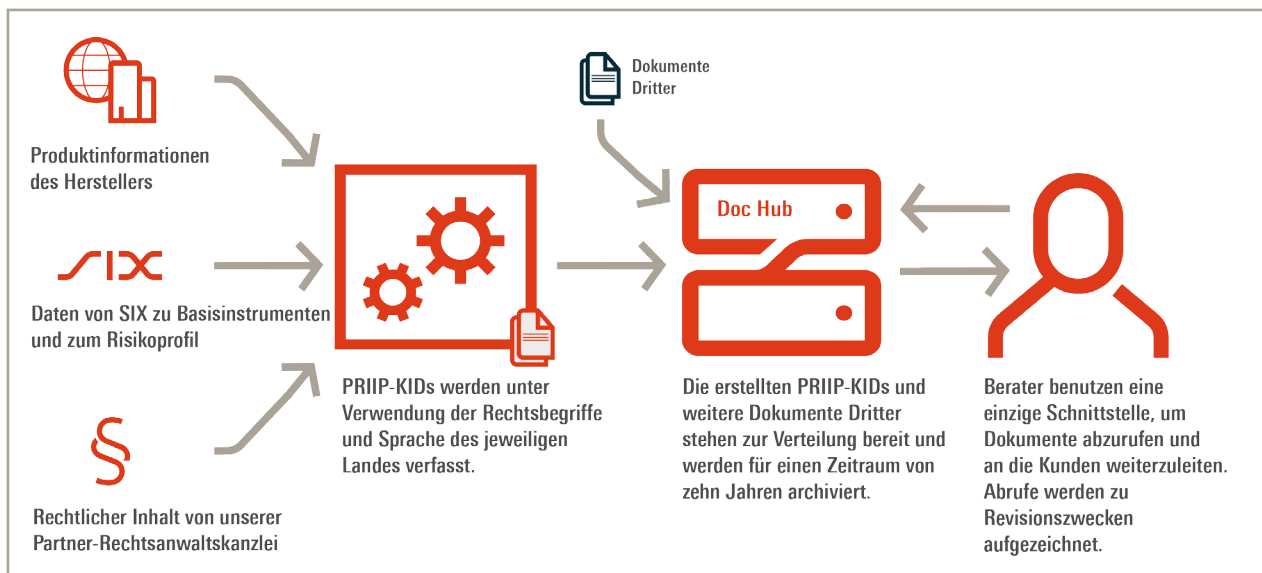 Produktinformationen
des Herstellers
SIX
Daten von SIX zu Basisinstrumenten
und zum Risikoprofil
§
Rechtlicher Inhalt von unserer
Partner-Rechtsanwaltskanzlei
PRIIP-KIDs werden unter
Verwendung der Rechtsbegriffe
und Sprache des jeweiligen
Landes verfasst.
Dokumente
Dritter
Doc Hub
Die erstellten PRIIP-KIDs und
weitere Dokumente Dritter
stehen zur Verteilung bereit und
werden für einen Zeitraum von
zehn Jahren archiviert.
Berater benutzen eine
einzige Schnittstelle, um
Dokumente abzurufen und
an die Kunden weiterzuleiten.
Abrufe werden zu
Revisionszwecken
aufgezeichnet.